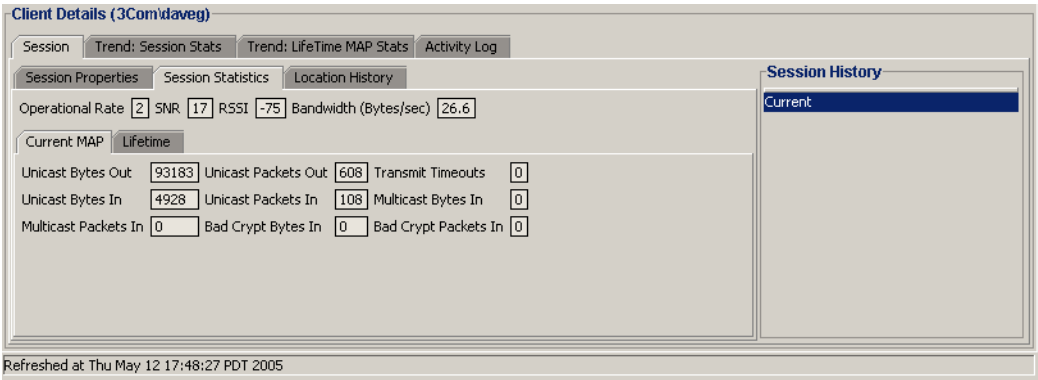 Client Details (3Com\daveg)
Session Trend: Session Stats Trend: LifeTime MAP Stats Activity Log
Session Properties Session Statistics Location History
Session History
Operational Rate 2 SNR 17 RSSI -75 Bandwidth (Bytes/sec) 26.6
Current
Current MAP Lifetime
Unicast Bytes Out 93183 Unicast Packets Out 608 Transmit Timeouts 0
Unicast Bytes In 4928 Unicast Packets In 108 Multicast Bytes In 0
Multicast Packets In 0 Bad Crypt Bytes In 0 Bad Crypt Packets In 0
Refreshed at Thu May 12 17:48:27 PDT 2005